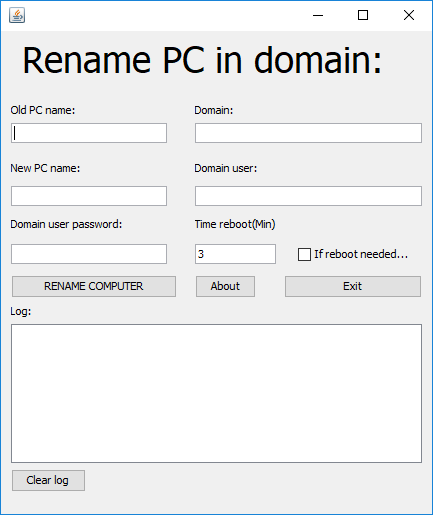 Rename PC in domain:
Old PC name:
Domain:
New PC name:
Domain user:
Domain user password:
Time reboot(Min)
3
If reboot needed...
RENAME COMPUTER
About
Exit
Log:
Clear log